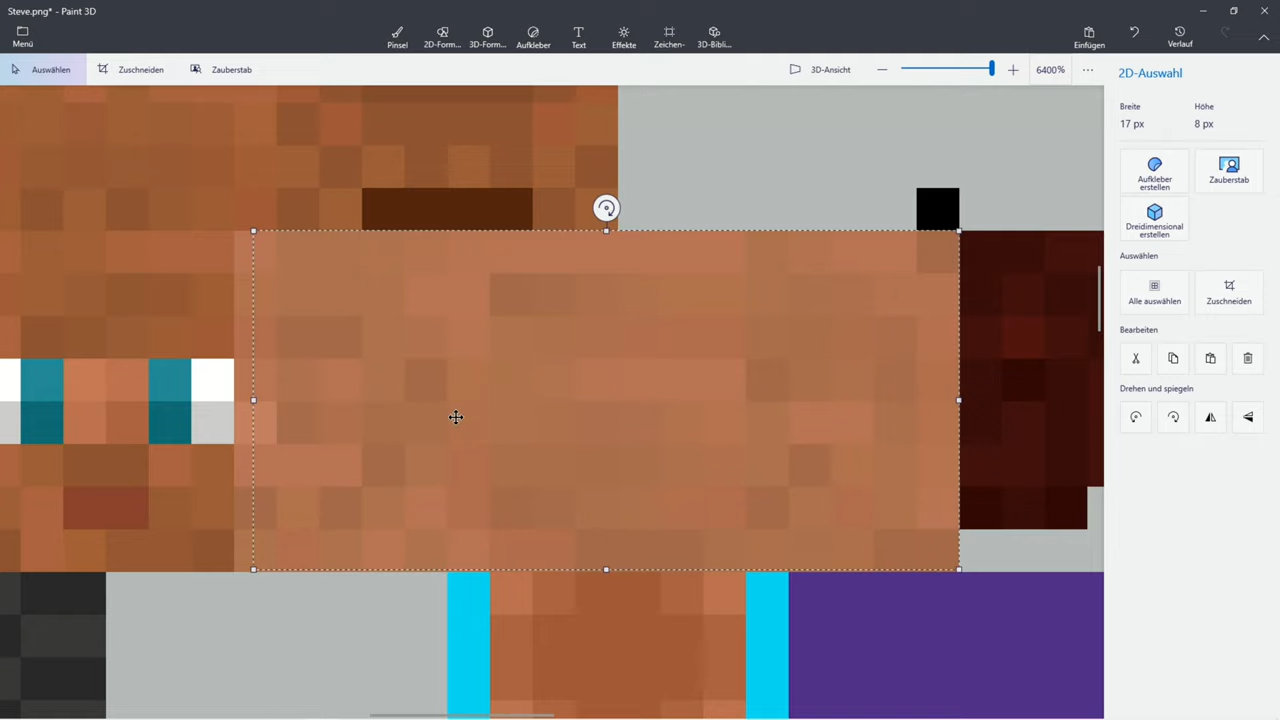 Steve.png* - Paint 3D
Menü
Pinsel
2D-Form...
3D-Form...
Aufkleber
Text
Effekte
Zeichen-
3D-Bibli...
Einfügen
Verlauf
Auswählen
Zuschneiden
Zauberstab
3D-Ansicht
6400%
2D-Auswahl
Breite
Höhe
17 px
8 px
Aufkleber
erstellen
Zauberstab
Dreidimensional
erstellen
Auswählen
Alle auswählen
Zuschneiden
Bearbeiten
Drehen und spiegeln